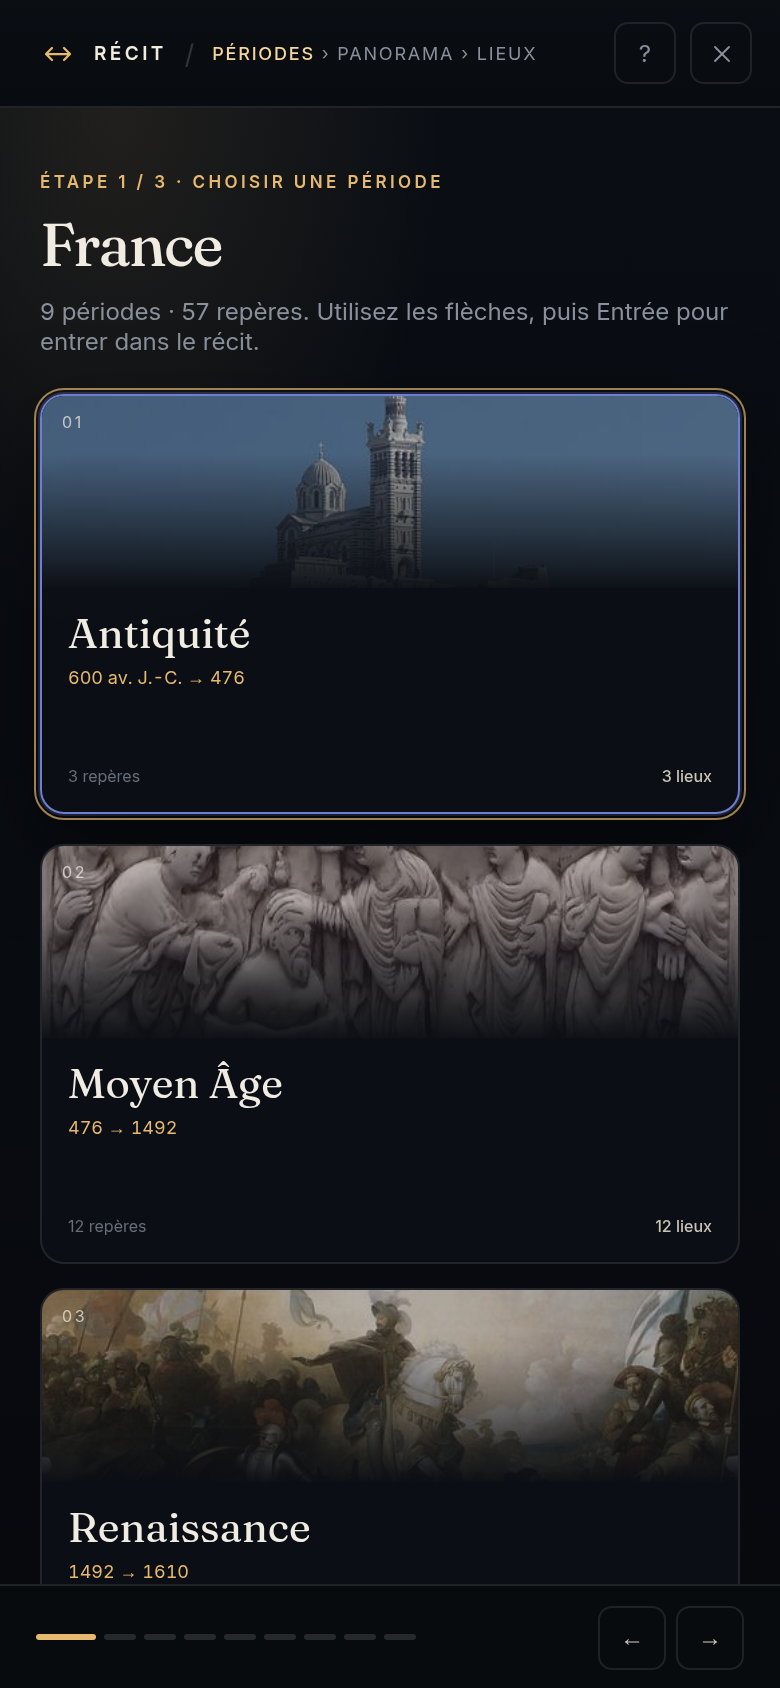 ↔ RÉCIT / PÉRIODES › PANORAMA › LIEUX ? ×
ÉTAPE 1 / 3 · CHOISIR UNE PÉRIODE
France
9 périodes · 57 repères. Utilisez les flèches, puis Entrée pour
entrer dans le récit.
01
Antiquité
600 av. J.-C. → 476
3 repères 3 lieux
02
Moyen Âge
476 → 1492
12 repères 12 lieux
03
Renaissance
1492 → 1610
← →